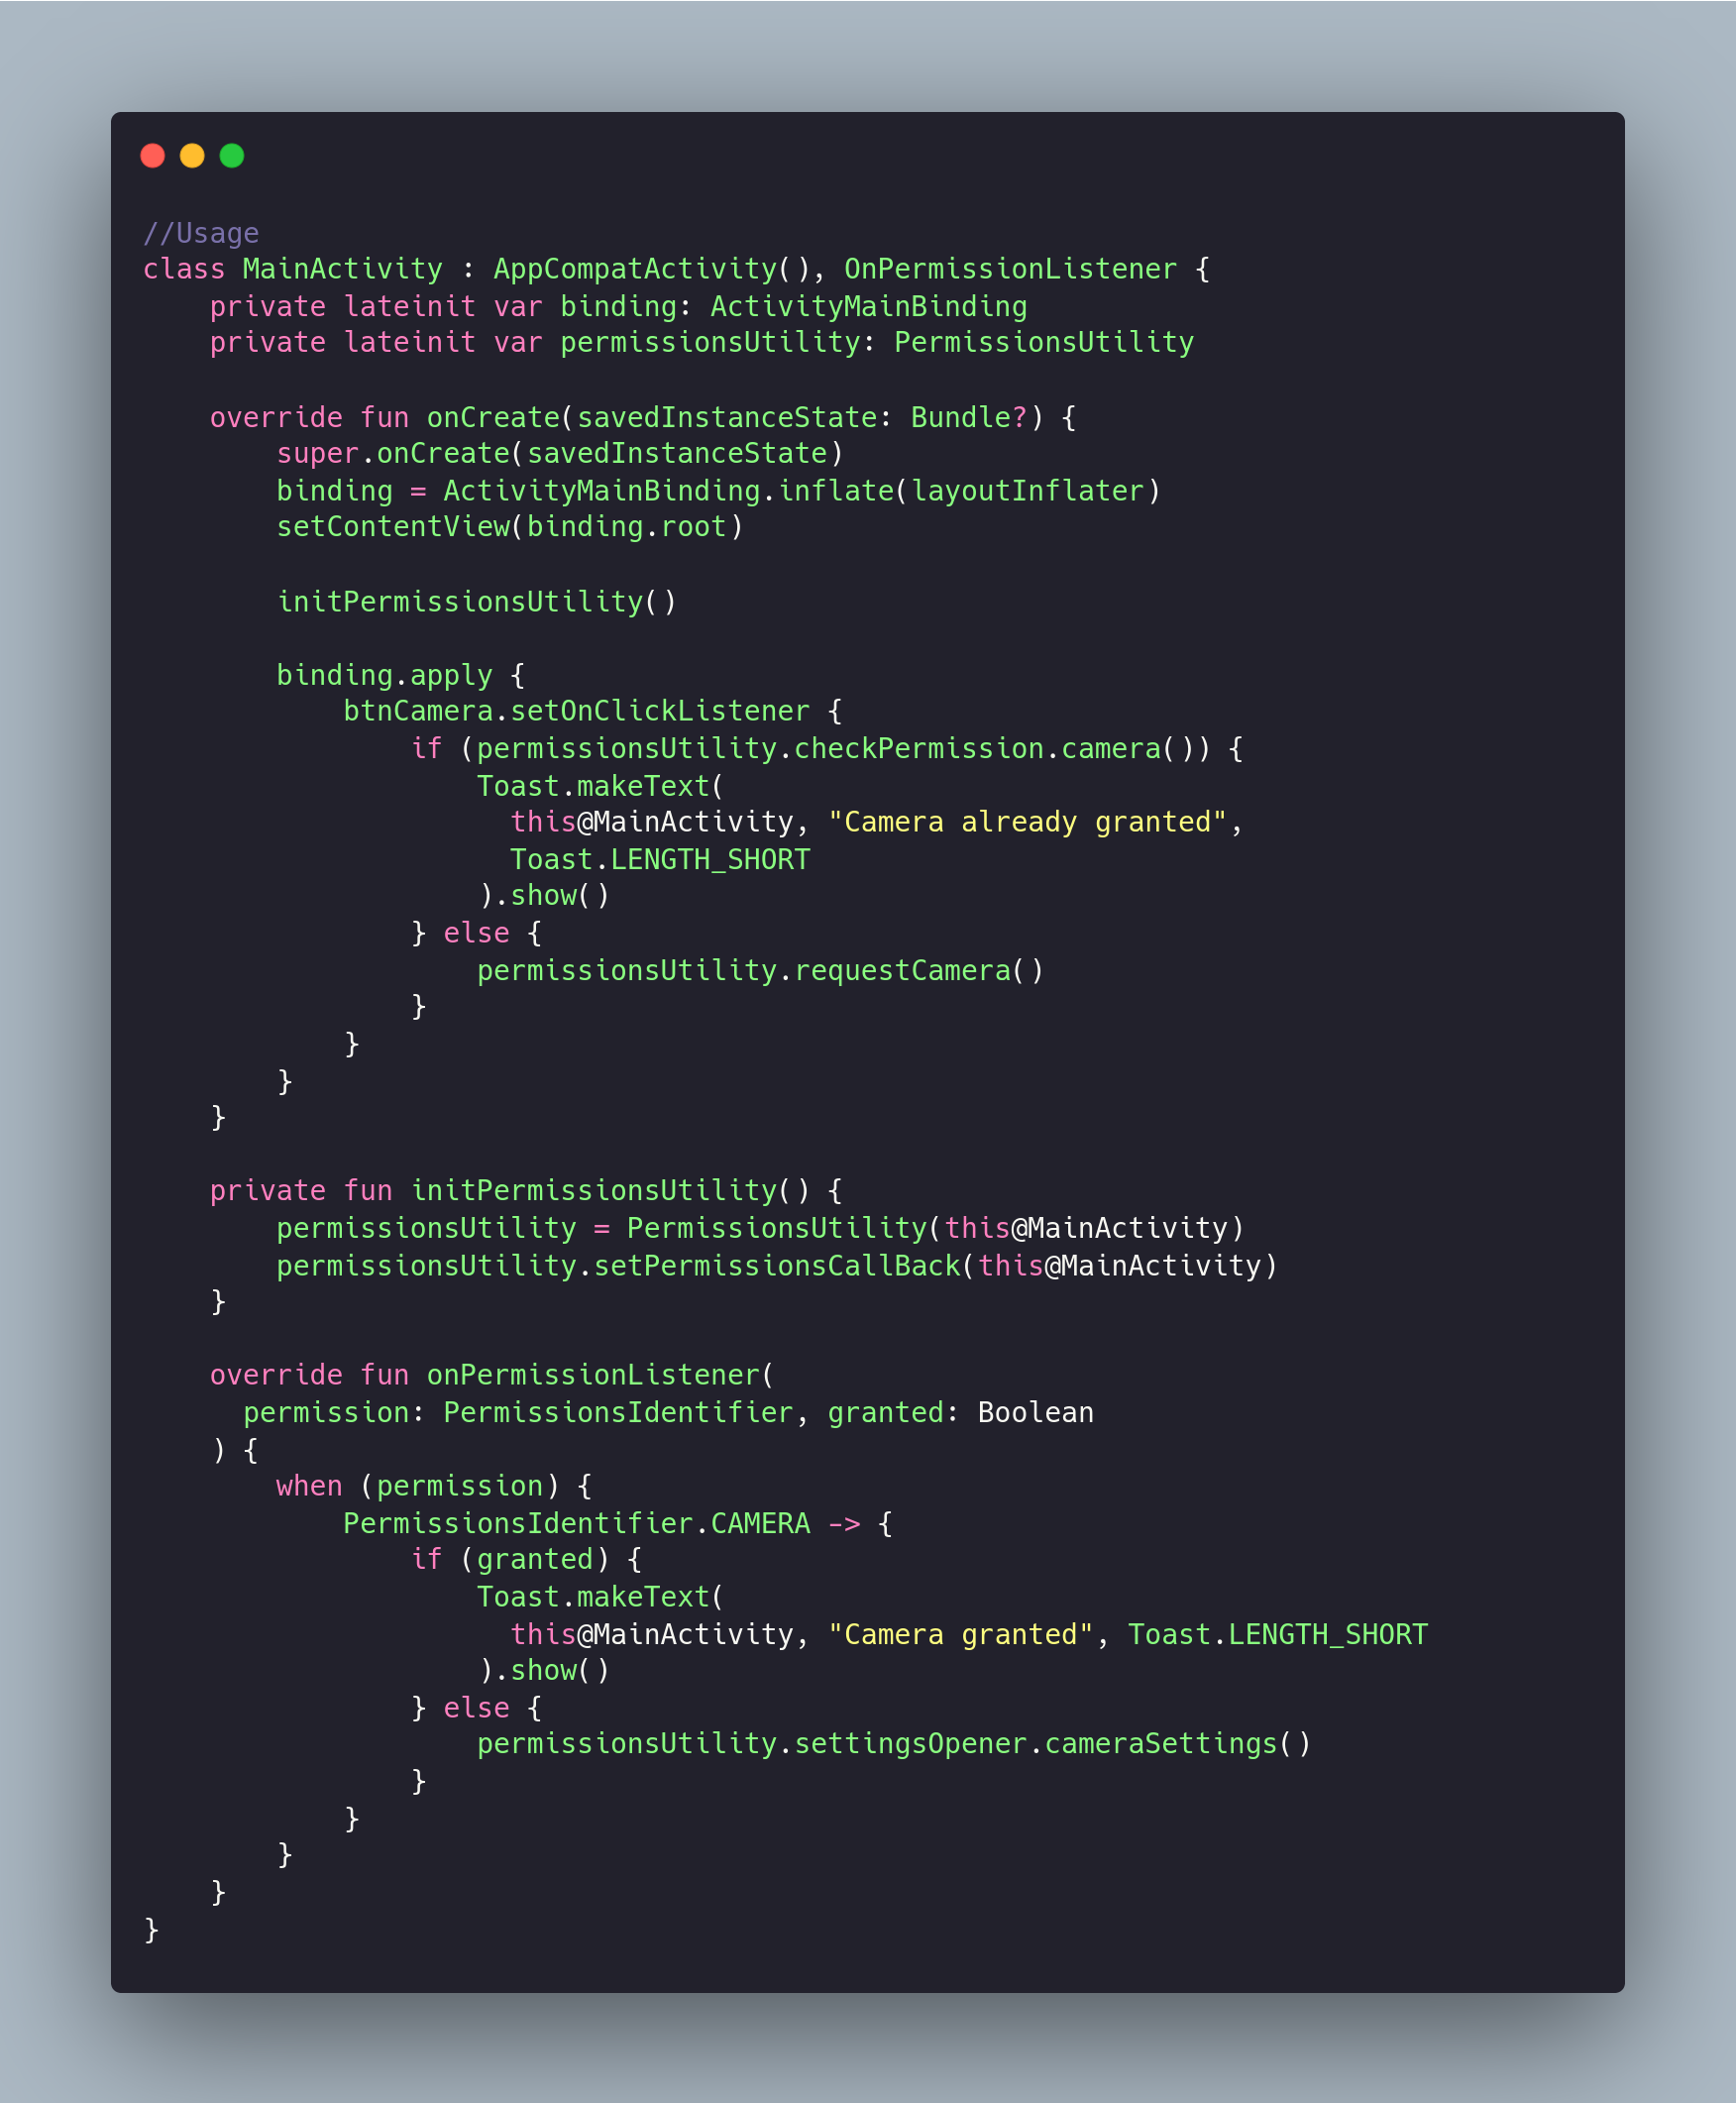 //Usage
class MainActivity : AppCompatActivity(), OnPermissionListener {
    private lateinit var binding: ActivityMainBinding
    private lateinit var permissionsUtility: PermissionsUtility

    override fun onCreate(savedInstanceState: Bundle?) {
        super.onCreate(savedInstanceState)
        binding = ActivityMainBinding.inflate(layoutInflater)
        setContentView(binding.root)

        initPermissionsUtility()

        binding.apply {
            btnCamera.setOnClickListener {
                if (permissionsUtility.checkPermission.camera()) {
                    Toast.makeText(
                      this@MainActivity, "Camera already granted",
                      Toast.LENGTH_SHORT
                    ).show()
                } else {
                    permissionsUtility.requestCamera()
                }
            }
        }
    }

    private fun initPermissionsUtility() {
        permissionsUtility = PermissionsUtility(this@MainActivity)
        permissionsUtility.setPermissionsCallBack(this@MainActivity)
    }

    override fun onPermissionListener(
      permission: PermissionsIdentifier, granted: Boolean
    ) {
        when (permission) {
            PermissionsIdentifier.CAMERA -> {
                if (granted) {
                    Toast.makeText(
                      this@MainActivity, "Camera granted", Toast.LENGTH_SHORT
                    ).show()
                } else {
                    permissionsUtility.settingsOpener.cameraSettings()
                }
            }
        }
    }
}